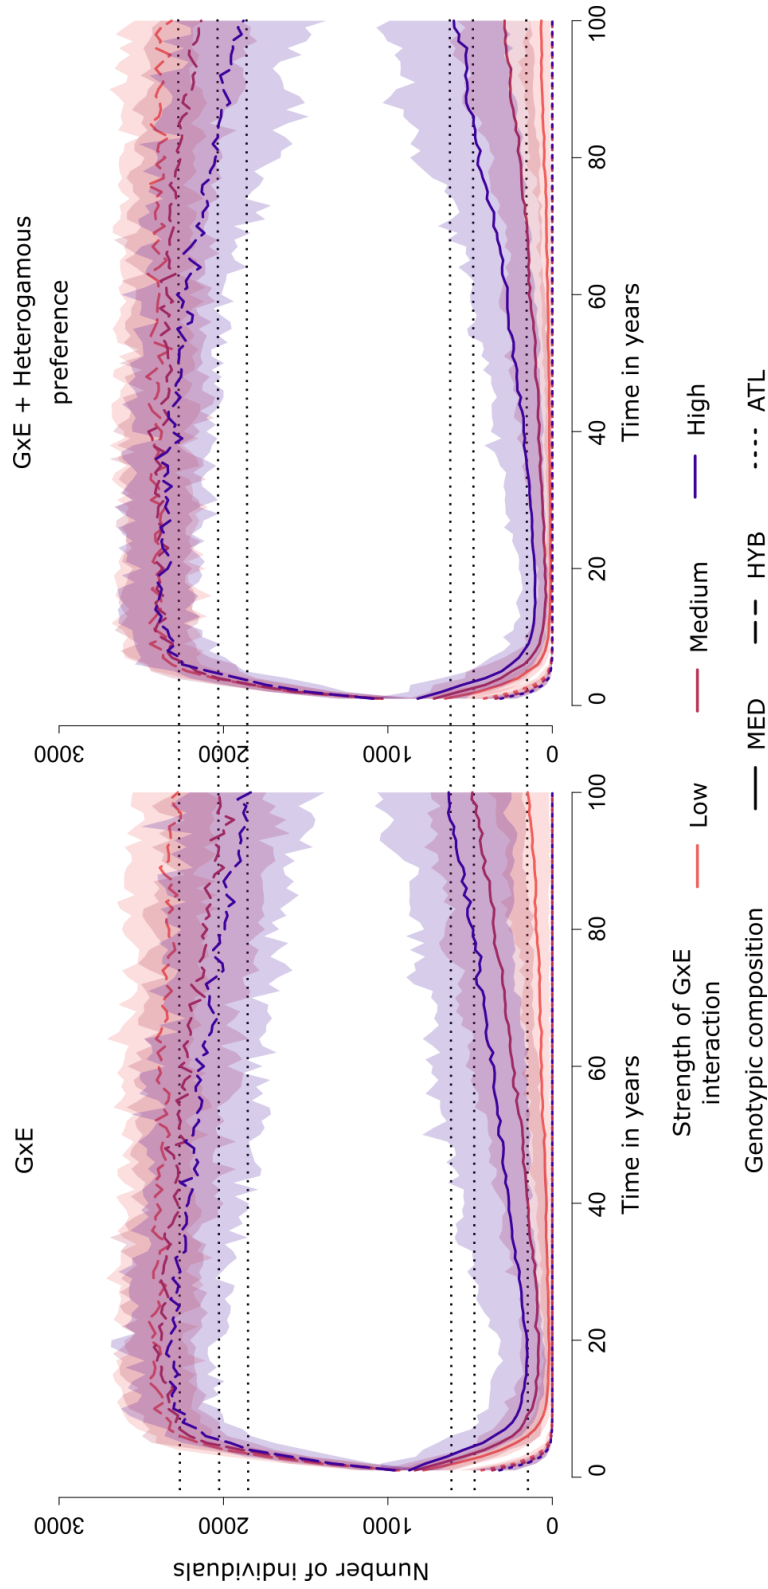 GxE
GxE + Heterogamous
preference
Number of individuals
3000
2000
1000
0
3000
2000
1000
0
0
20
40
60
80
100
0
20
40
60
80
100
Time in years
Time in years
Strength of GxE
interaction
Low
Medium
High
Genotypic composition
MED
HYB
ATL